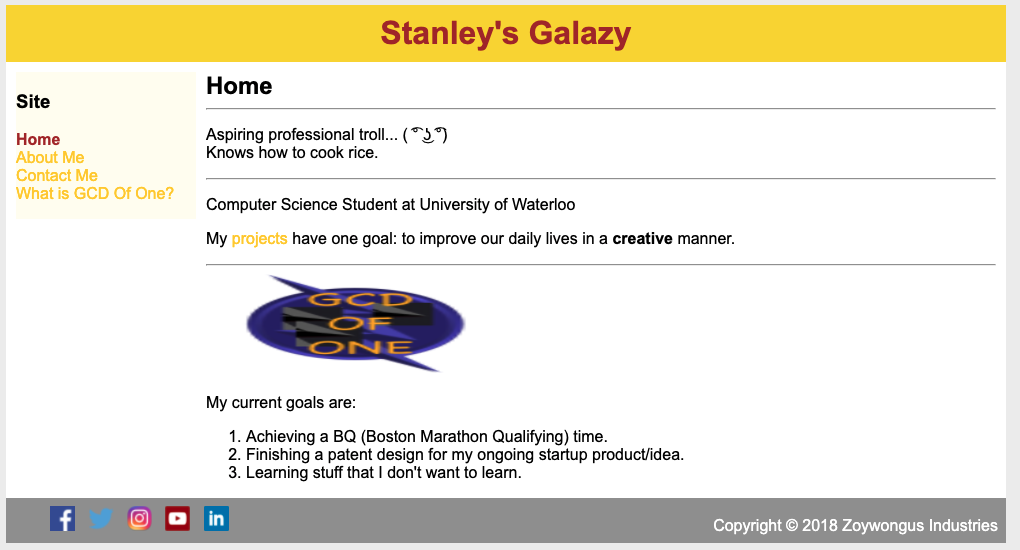 Stanley's Galazy
Site
Home
About Me
Contact Me
What is GCD Of One?
Home
Aspiring professional troll... ( ͡° ͜ʖ ͡°)
Knows how to cook rice.
Computer Science Student at University of Waterloo
My projects have one goal: to improve our daily lives in a creative manner.
GCD
OF
ONE
My current goals are:
1. Achieving a BQ (Boston Marathon Qualifying) time.
2. Finishing a patent design for my ongoing startup product/idea.
3. Learning stuff that I don't want to learn.
Copyright © 2018 Zoywongus Industries